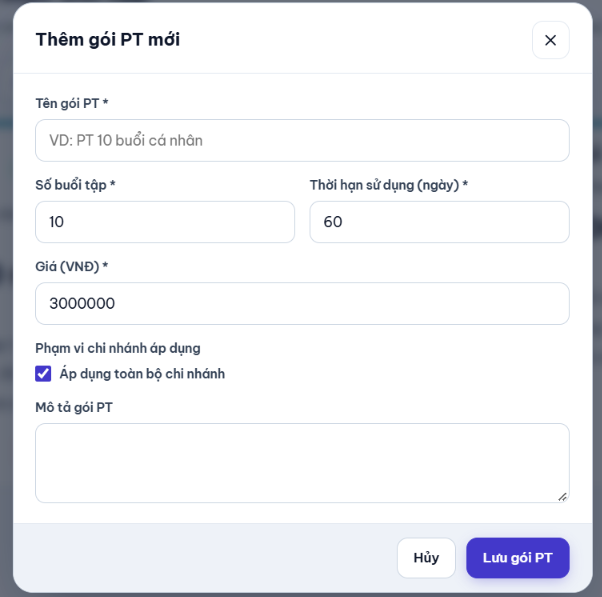 Thêm gói PT mới
Tên gói PT *
VD: PT 10 buổi cá nhân
Số buổi tập * Thời hạn sử dụng (ngày) *
10 60
Giá (VNĐ) *
3000000
Phạm vi chi nhánh áp dụng
Áp dụng toàn bộ chi nhánh
Mô tả gói PT
Hủy Lưu gói PT